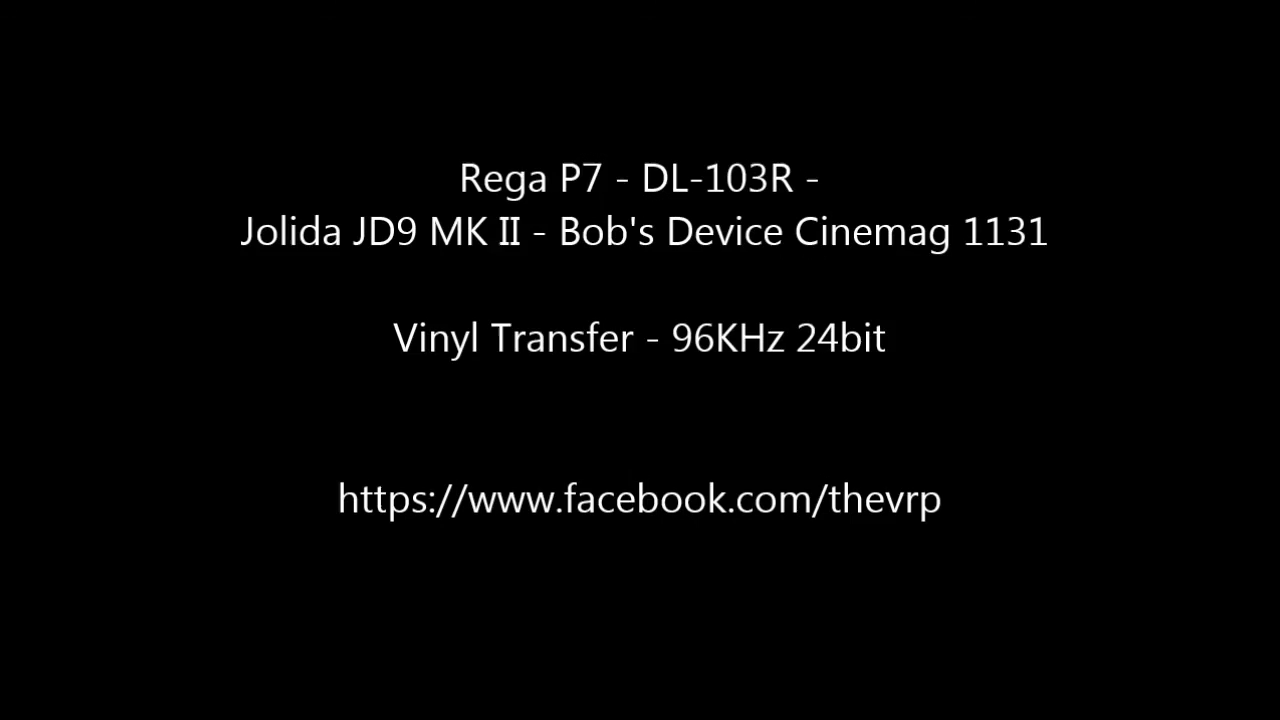 Rega P7 - DL-103R -
Jolida JD9 MK II - Bob's Device Cinemag 1131
Vinyl Transfer - 96KHz 24bit
https://www.facebook.com/thevrp